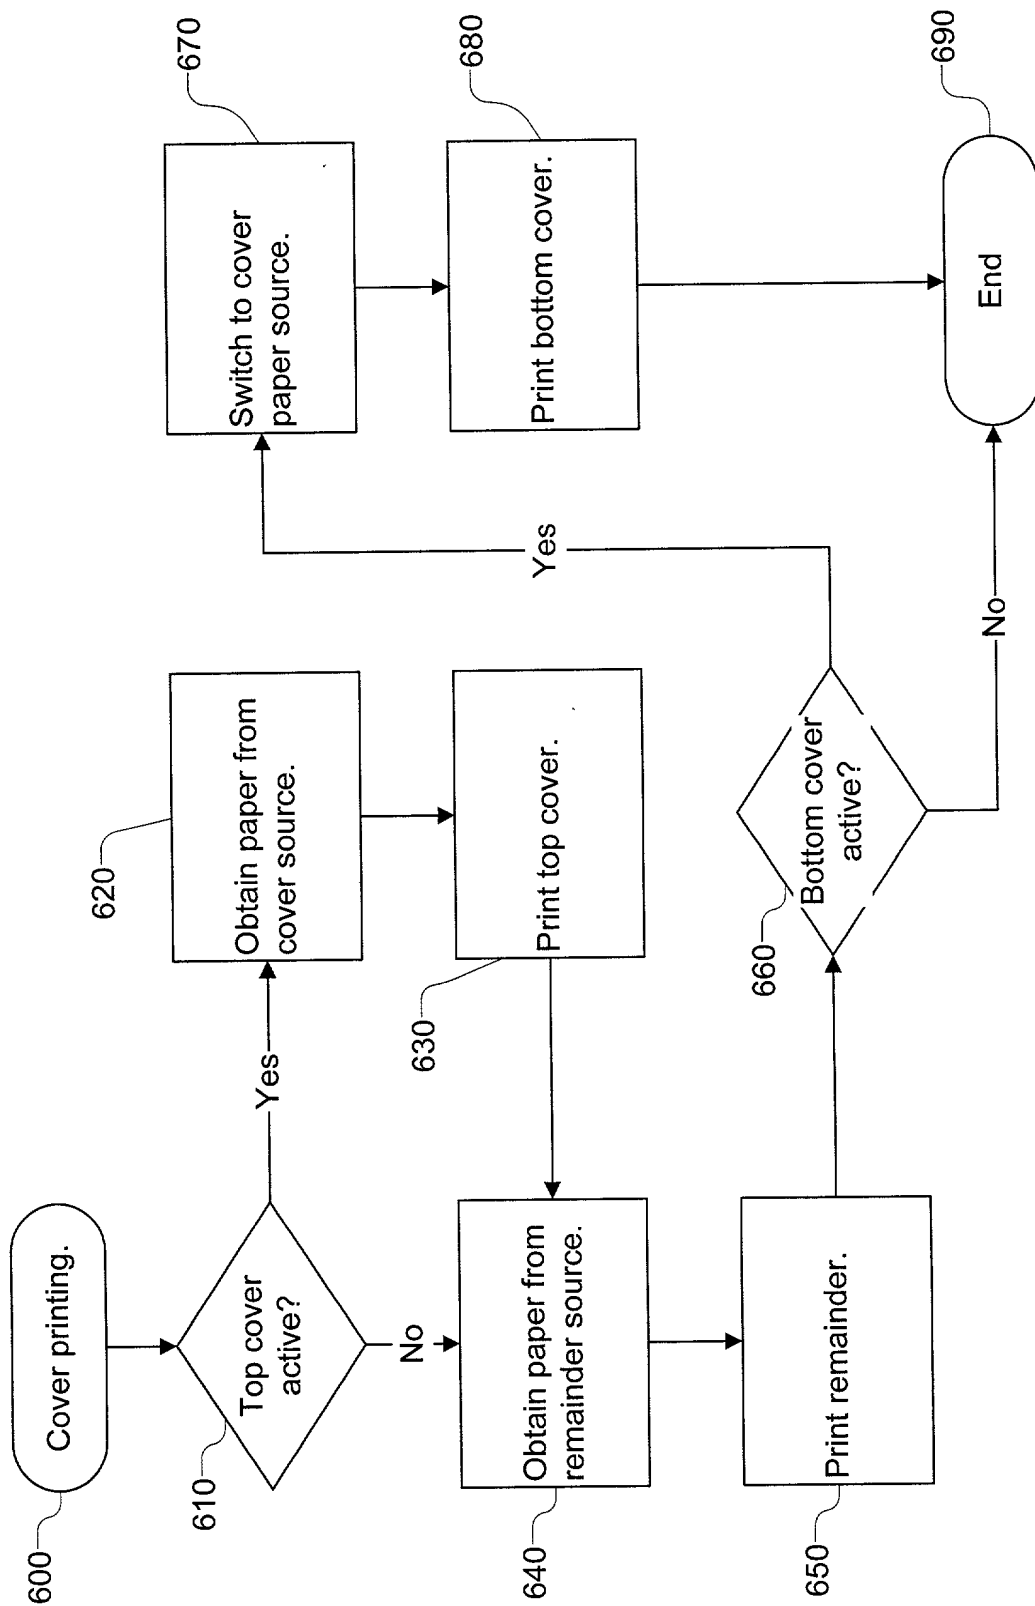 600
Cover printing.
610
Top cover
active?
Yes
No
620
Obtain paper from
cover source.
630
Print top cover.
640
Obtain paper from
remainder source.
650
Print remainder.
660
Bottom cover
active?
Yes
No
670
Switch to cover
paper source.
680
Print bottom cover.
690
End